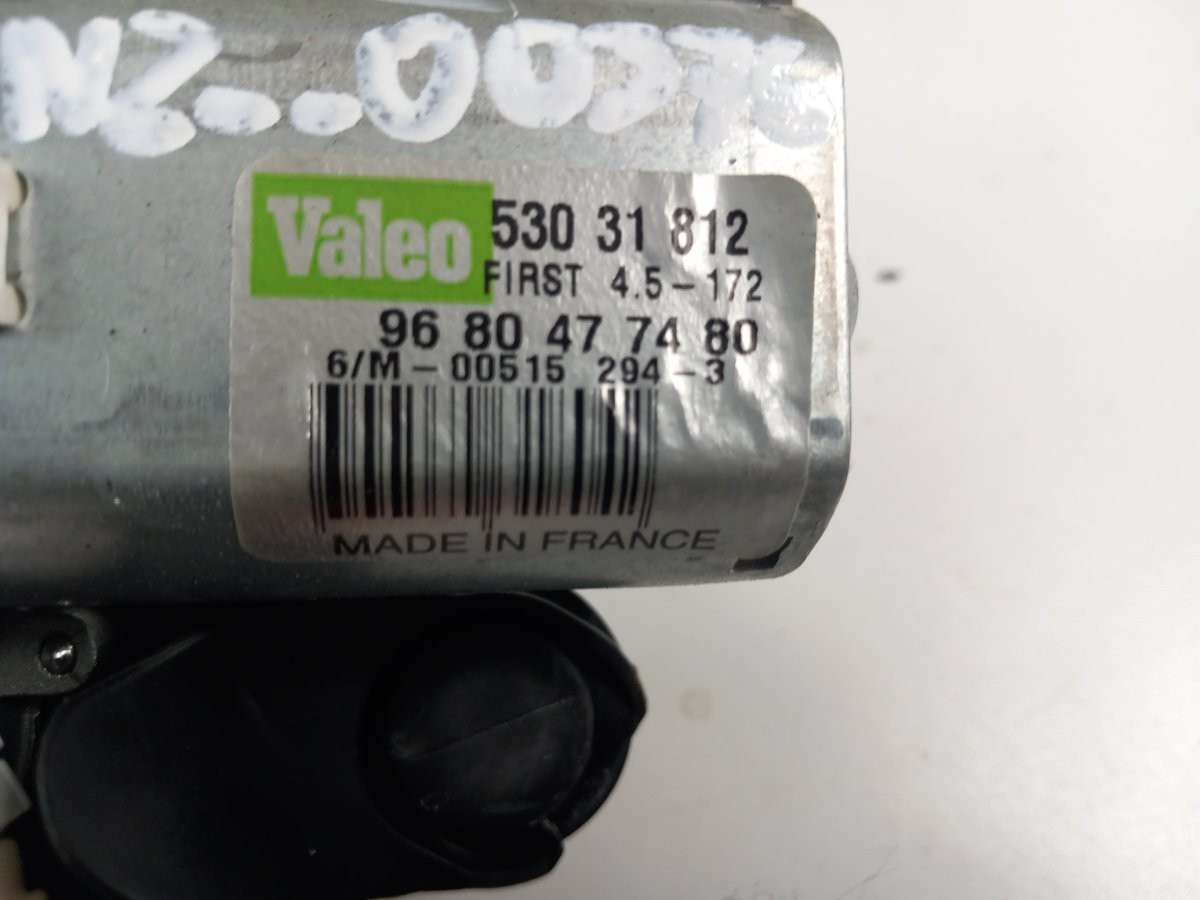 NZ__00376
Valeo
530 31 812
FIRST 4.5-172
96 80 47 74 80
6/M-00515 294-3
MADE IN FRANCE